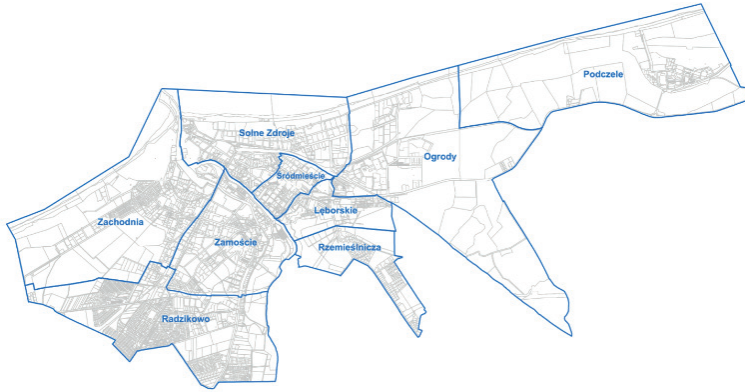 Podczele
Solne Zdroje
Ogrody
Śródmieście
Lęborskie
Zachodnia
Zamoście
Rzemieślnicza
Radzikowo